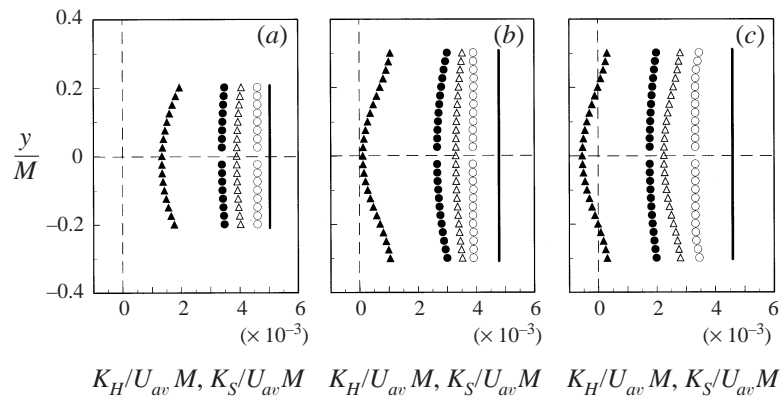 (a) (b) (c)
0.4
0.2
y/M 0
−0.2
−0.4
0 2 4 6 0 2 4 6 0 2 4 6
(× 10⁻³) (× 10⁻³) (× 10⁻³)
K_H/U_av M, K_S/U_av M K_H/U_av M, K_S/U_av M K_H/U_av M, K_S/U_av M